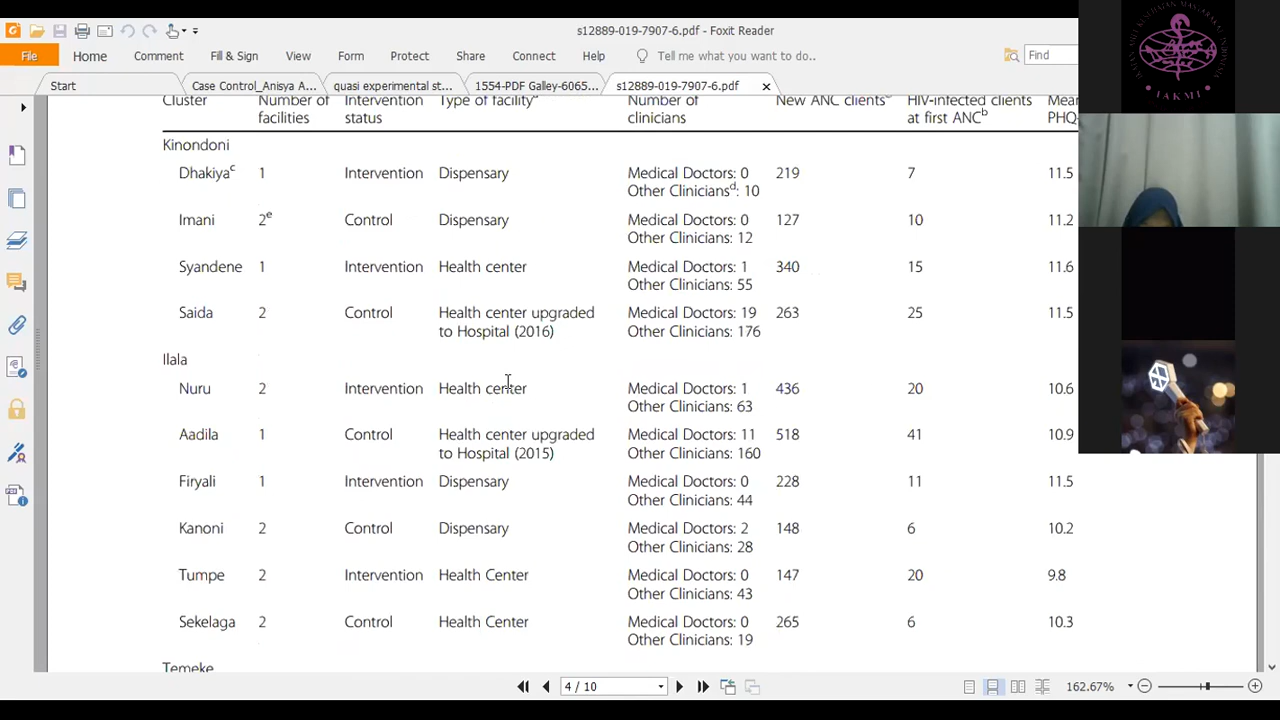 s12889-019-7907-6.pdf - Foxit Reader
File Home Comment Fill & Sign View Form Protect Share Connect Help Tell me what you want to do.. Find
Start Case Control_Anisya A... quasi experimental st... 1554-PDF Galley-6065... s12889-019-7907-6.pdf
Cluster Number of Intervention Type of facility New ANC clients HIV-infected clients
facilities status clinicians at first ANCb PHQ
Kinondoni
Dhakiyac 1 Intervention Dispensary Medical Doctors: 0 219 7 11.5
Other Cliniciansd: 10
Imani 2e Control Dispensary Medical Doctors: 0 127 10 11.2
Other Clinicians: 12
Syandene 1 Intervention Health center Medical Doctors: 1 340 15 11.6
Other Clinicians: 55
Saida 2 Control Health center upgraded Medical Doctors: 19 263 25 11.5
to Hospital (2016) Other Clinicians: 176
Ilala
Nuru 2 Intervention Health center Medical Doctors: 1 436 20 10.6
Other Clinicians: 63
Aadila 1 Control Health center upgraded Medical Doctors: 11 518 41 10.9
to Hospital (2015) Other Clinicians: 160
Firyali 1 Intervention Dispensary Medical Doctors: 0 228 11 11.5
Other Clinicians: 44
Kanoni 2 Control Dispensary Medical Doctors: 2 148 6 10.2
Other Clinicians: 28
Tumpe 2 Intervention Health Center Medical Doctors: 0 147 20 9.8
Other Clinicians: 43
Sekelaga 2 Control Health Center Medical Doctors: 0 265 6 10.3
Other Clinicians: 19
Temeke
4 / 10 162.67%
IAKMI